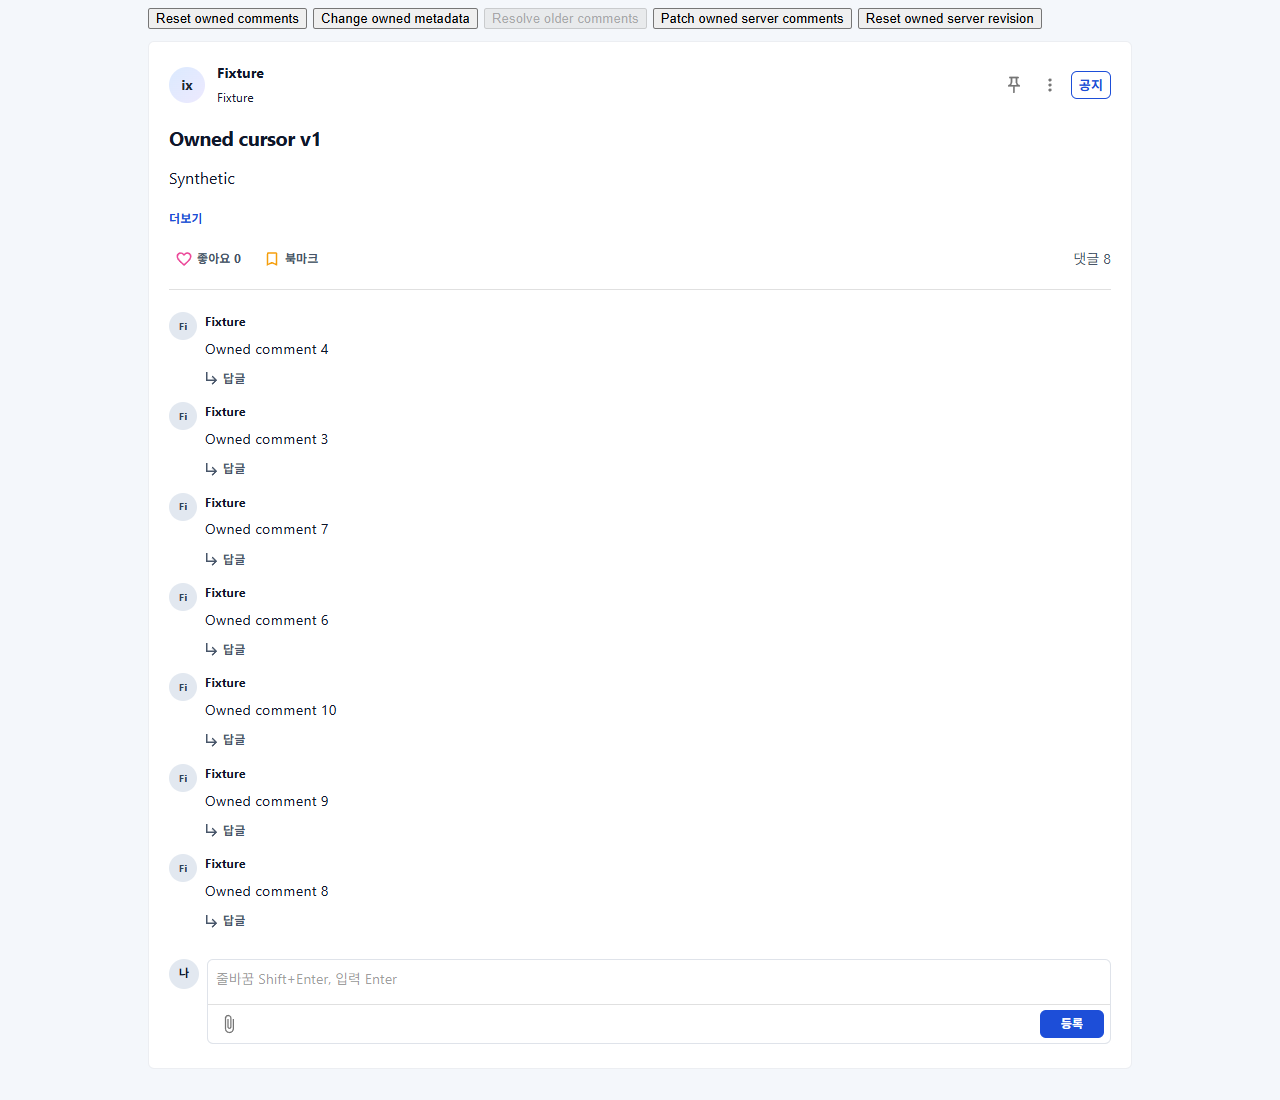 Reset owned comments Change owned metadata Resolve older comments Patch owned server comments Reset owned server revision
ix
Fixture
Fixture
공지
Owned cursor v1
Synthetic
더보기
좋아요 0 북마크 댓글 8
Fi Fixture
Owned comment 4
답글
Fi Fixture
Owned comment 3
답글
Fi Fixture
Owned comment 7
답글
Fi Fixture
Owned comment 6
답글
Fi Fixture
Owned comment 10
답글
Fi Fixture
Owned comment 9
답글
Fi Fixture
Owned comment 8
답글
나 줄바꿈 Shift+Enter, 입력 Enter
등록